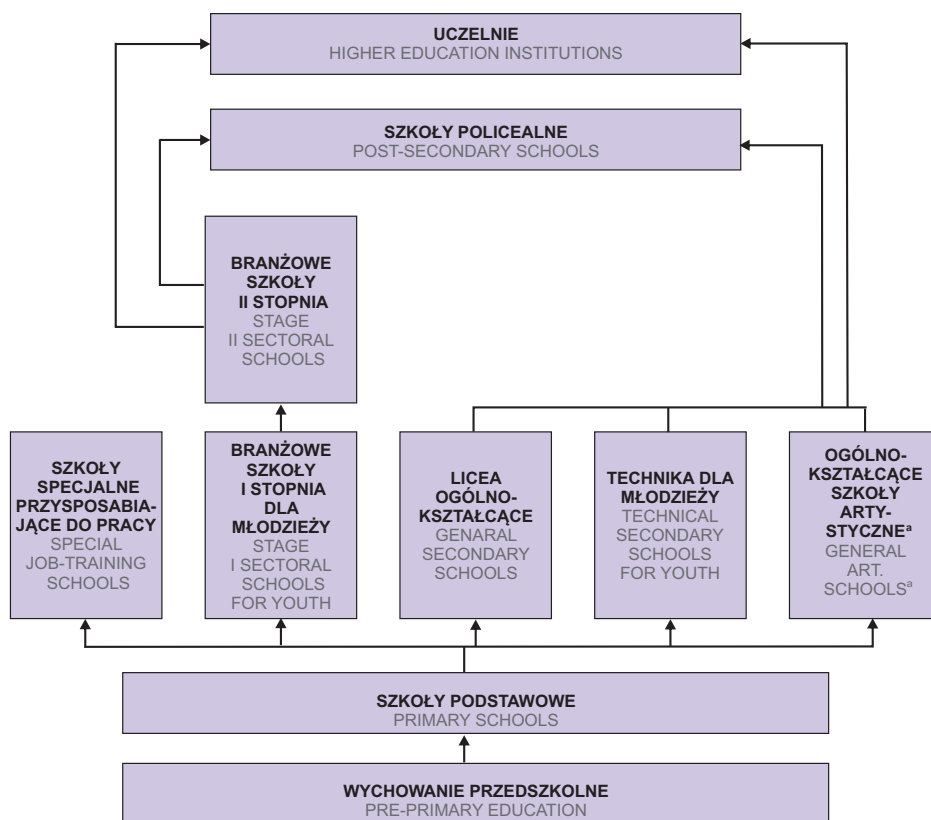 UCZELNIE
HIGHER EDUCATION INSTITUTIONS
SZKOŁY POLICEALNE
POST-SECONDARY SCHOOLS
BRANŻOWE
SZKOŁY
II STOPNIA
STAGE
II SECTORAL
SCHOOLS
SZKOŁY
SPECJALNE
PRZYSPOSABIA-
JĄCE DO PRACY
SPECIAL
JOB-TRAINING
SCHOOLS
BRANŻOWE
SZKOŁY
I STOPNIA
DLA
MŁODZIEŻY
STAGE
I SECTORAL
SCHOOLS
FOR YOUTH
LICEA
OGÓLNO-
KSZTAŁCĄCE
GENARAL
SECONDARY
SCHOOLS
TECHNIKA DLA
MŁODZIEŻY
TECHNICAL
SECONDARY
SCHOOLS
FOR YOUTH
OGÓLNO-
KSZTAŁCĄCE
SZKOŁY
ARTY-
STYCZNEᵃ
GENERAL
ART.
SCHOOLSᵃ
SZKOŁY PODSTAWOWE
PRIMARY SCHOOLS
WYCHOWANIE PRZEDSZKOLNE
PRE-PRIMARY EDUCATION